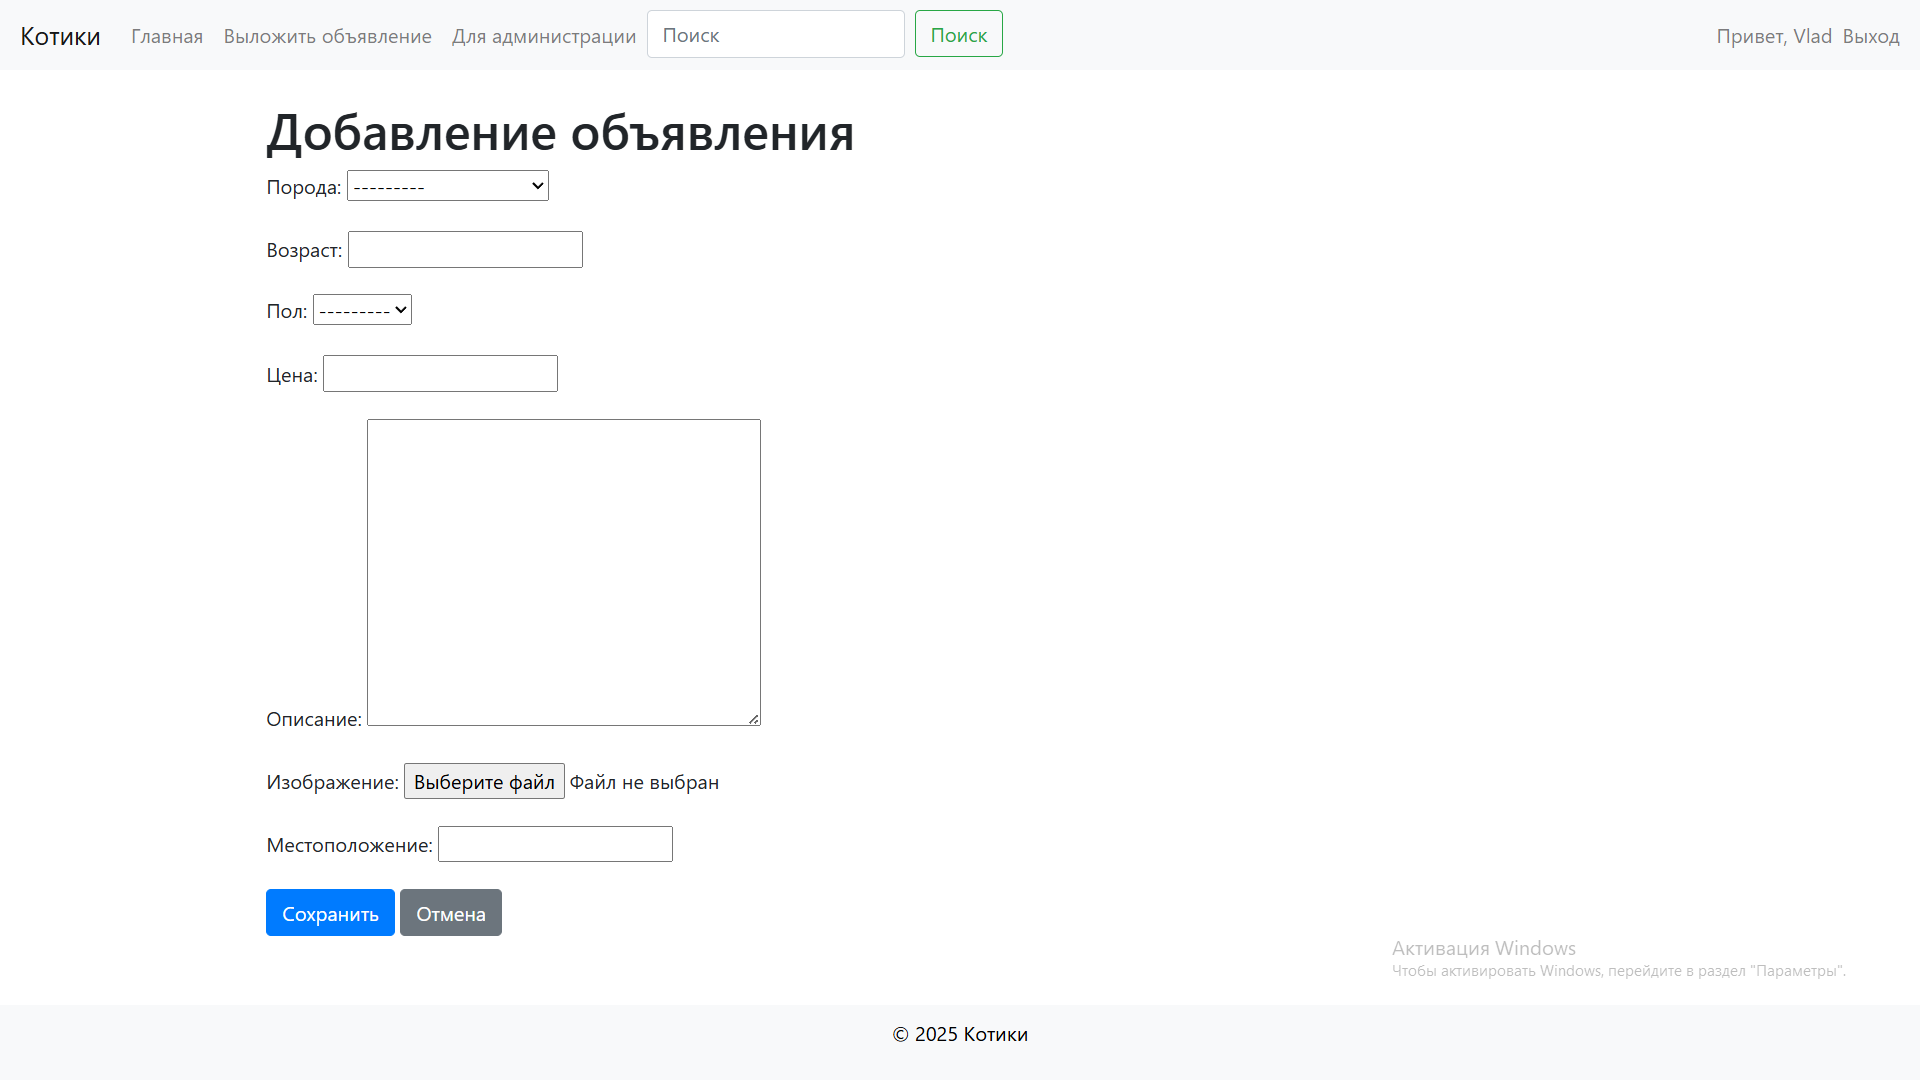 Котики Главная Выложить объявление Для администрации Поиск Поиск Привет, Vlad Выход
Добавление объявления
Порода: ---------
Возраст:
Пол: ---------
Цена:
Описание:
Изображение: Выберите файл Файл не выбран
Местоположение:
Сохранить Отмена
Активация Windows
Чтобы активировать Windows, перейдите в раздел "Параметры".
© 2025 Котики